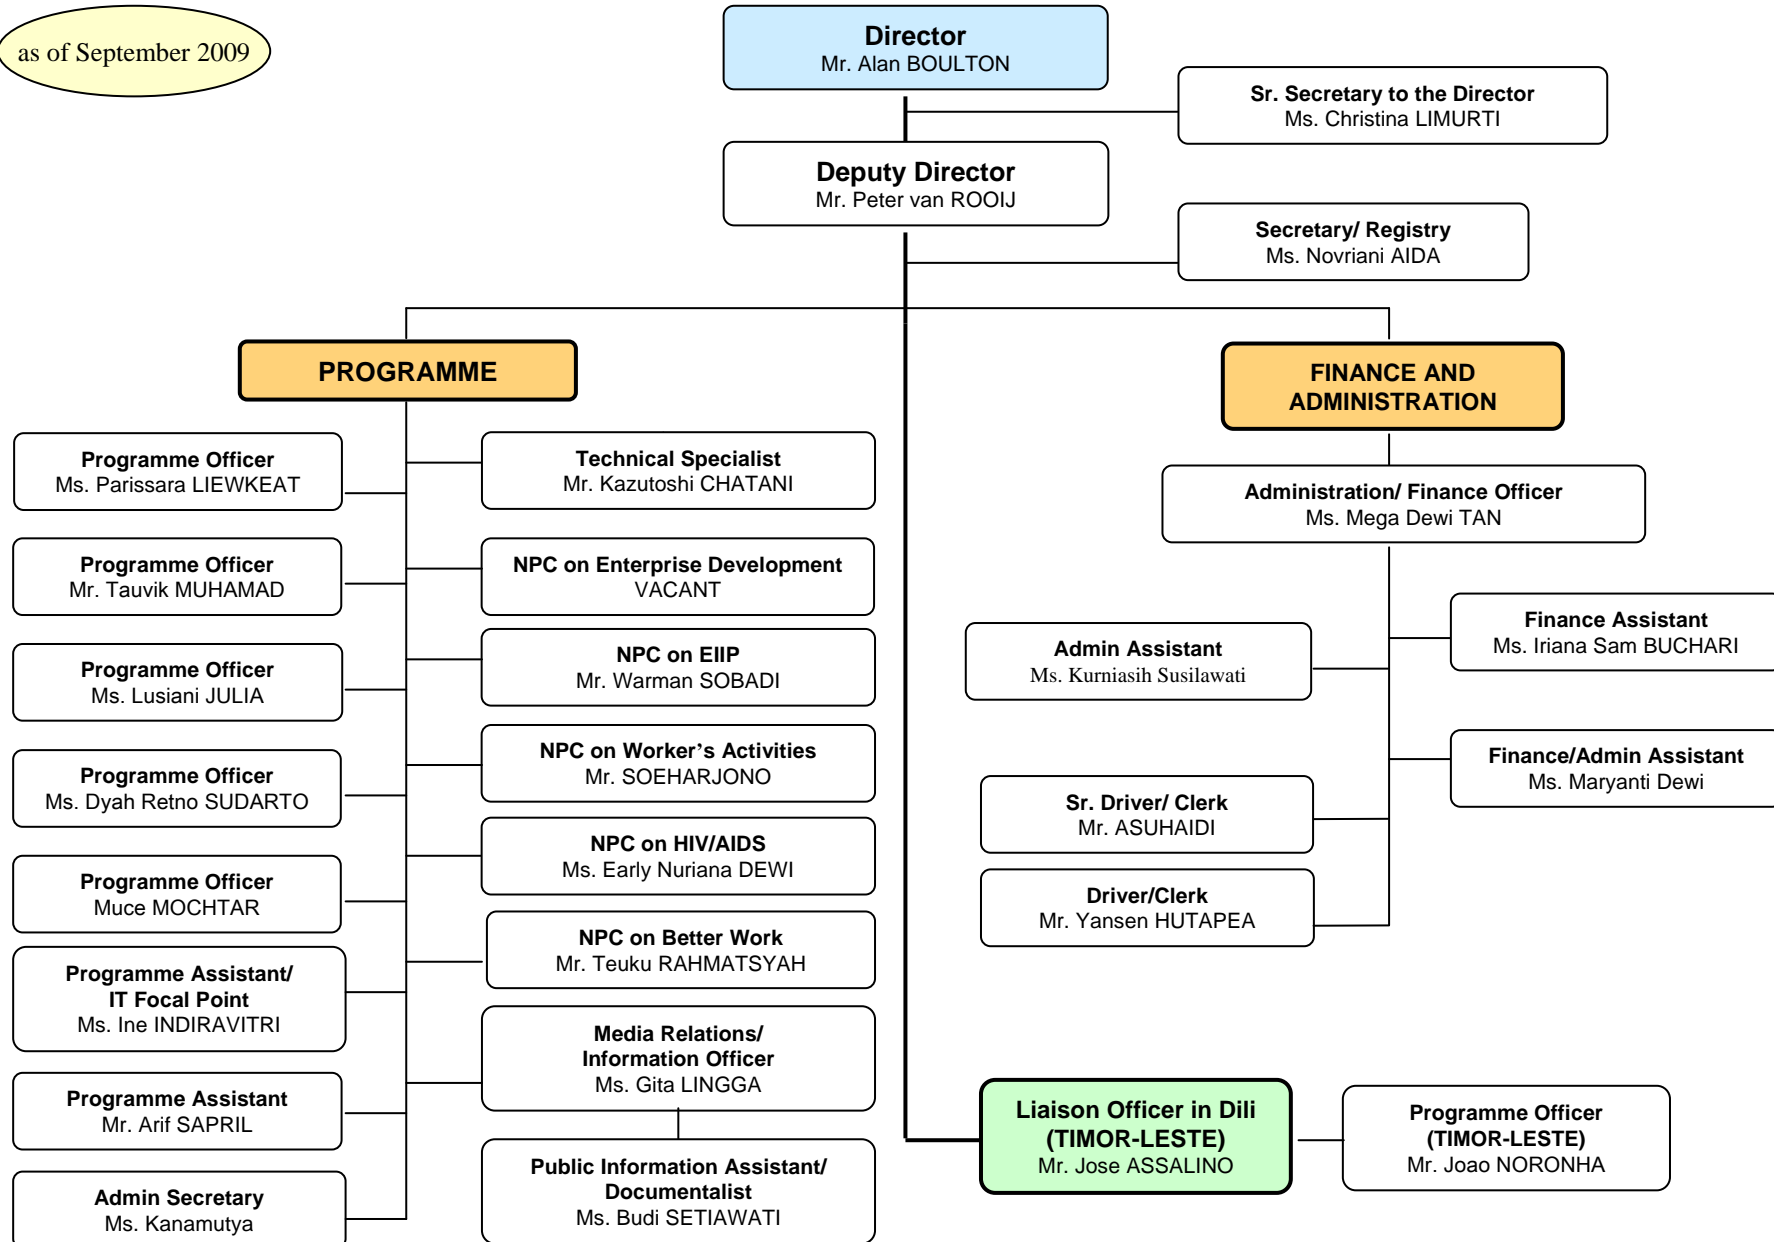 as of September 2009
Director
Mr. Alan BOULTON
Sr. Secretary to the Director
Ms. Christina LIMURTI
Deputy Director
Mr. Peter van ROOIJ
Secretary/ Registry
Ms. Novriani AIDA
PROGRAMME
Programme Officer
Ms. Parissara LIEWKEAT
Programme Officer
Mr. Tauvik MUHAMAD
Programme Officer
Ms. Lusiani JULIA
Programme Officer
Ms. Dyah Retno SUDARTO
Programme Officer
Muce MOCHTAR
Programme Assistant/
IT Focal Point
Ms. Ine INDIRAVITRI
Programme Assistant
Mr. Arif SAPRIL
Admin Secretary
Ms. Kanamutya
Technical Specialist
Mr. Kazutoshi CHATANI
NPC on Enterprise Development
VACANT
NPC on EIIP
Mr. Warman SOBADI
NPC on Worker's Activities
Mr. SOEHARJONO
NPC on HIV/AIDS
Ms. Early Nuriana DEWI
NPC on Better Work
Mr. Teuku RAHMATSYAH
Media Relations/
Information Officer
Ms. Gita LINGGA
Public Information Assistant/
Documentalist
Ms. Budi SETIAWATI
FINANCE AND
ADMINISTRATION
Administration/ Finance Officer
Ms. Mega Dewi TAN
Admin Assistant
Ms. Kurniasih Susilawati
Finance Assistant
Ms. Iriana Sam BUCHARI
Finance/Admin Assistant
Ms. Maryanti Dewi
Sr. Driver/ Clerk
Mr. ASUHAIDI
Driver/Clerk
Mr. Yansen HUTAPEA
Liaison Officer in Dili
(TIMOR-LESTE)
Mr. Jose ASSALINO
Programme Officer
(TIMOR-LESTE)
Mr. Joao NORONHA